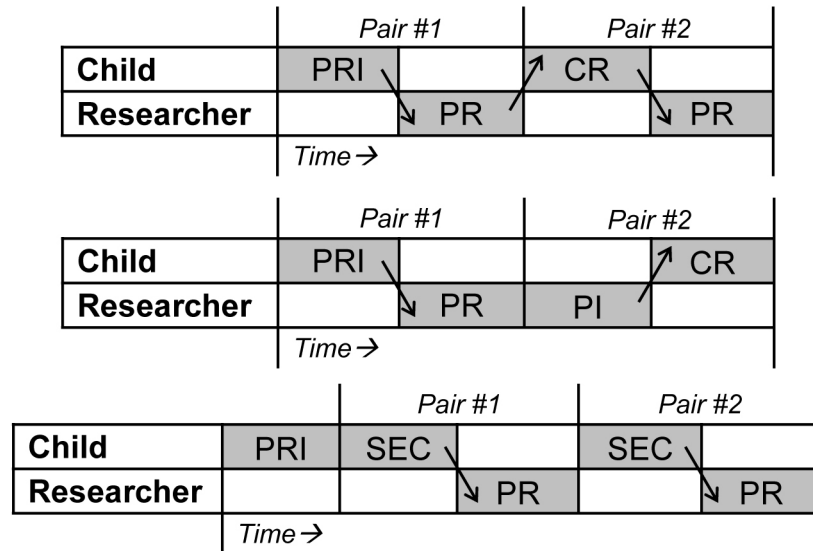 Pair #1 Pair #2
Child PRI CR
Researcher PR PR
Time→
Pair #1 Pair #2
Child PRI CR
Researcher PR PI
Time→
Pair #1 Pair #2
Child PRI SEC SEC
Researcher PR PR
Time→